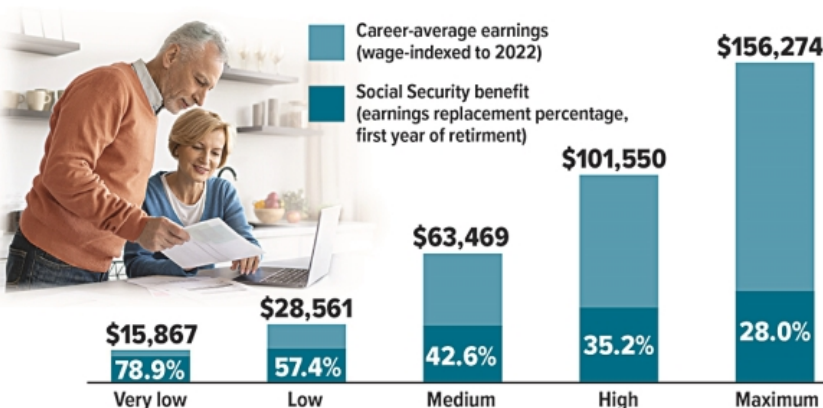 Career-average earnings
(wage-indexed to 2022)
Social Security benefit
(earnings replacement percentage,
first year of retirment)
$156,274
$101,550
$63,469
$28,561
$15,867
78.9%
57.4%
42.6%
35.2%
28.0%
Very low
Low
Medium
High
Maximum